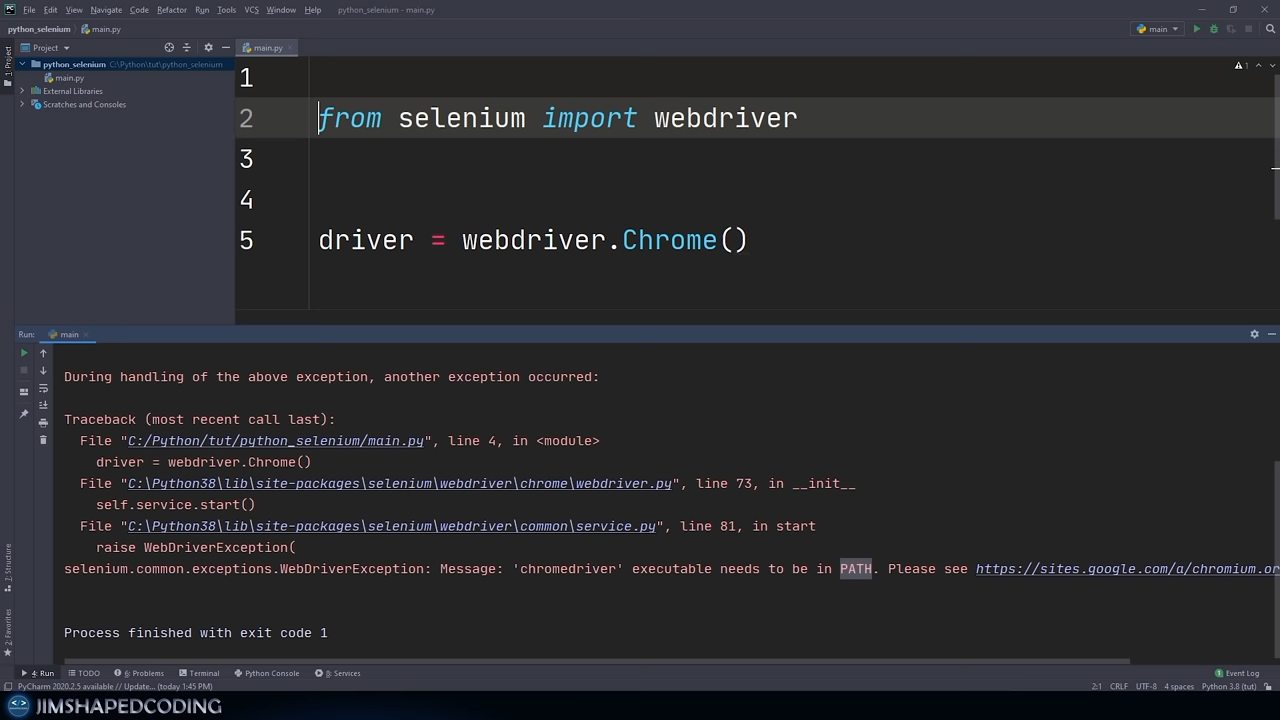 PC File Edit View Navigate Code Refactor Run Tools VCS Window Help python_selenium - main.py
python_selenium main.py main
Project main.py
1: Project
python_selenium C:\Python\tut\python_selenium
main.py
External Libraries
Scratches and Consoles
1
1
2 from selenium import webdriver
3
4
5 driver = webdriver.Chrome()
Run: main
During handling of the above exception, another exception occurred:
Traceback (most recent call last):
File "C:/Python/tut/python_selenium/main.py", line 4, in <module>
driver = webdriver.Chrome()
File "C:\Python38\lib\site-packages\selenium\webdriver\chrome\webdriver.py", line 73, in __init__
self.service.start()
File "C:\Python38\lib\site-packages\selenium\webdriver\common\service.py", line 81, in start
raise WebDriverException(
selenium.common.exceptions.WebDriverException: Message: 'chromedriver' executable needs to be in PATH. Please see https://sites.google.com/a/chromium.or
Process finished with exit code 1
7: Structure
2: Favorites
4: Run TODO 6: Problems Terminal Python Console 8: Services Event Log
PyCharm 2020.2.5 available // Update... (today 1:45 PM) 2:1 CRLF UTF-8 4 spaces Python 3.8 (tut)
JIMSHAPEDCODING